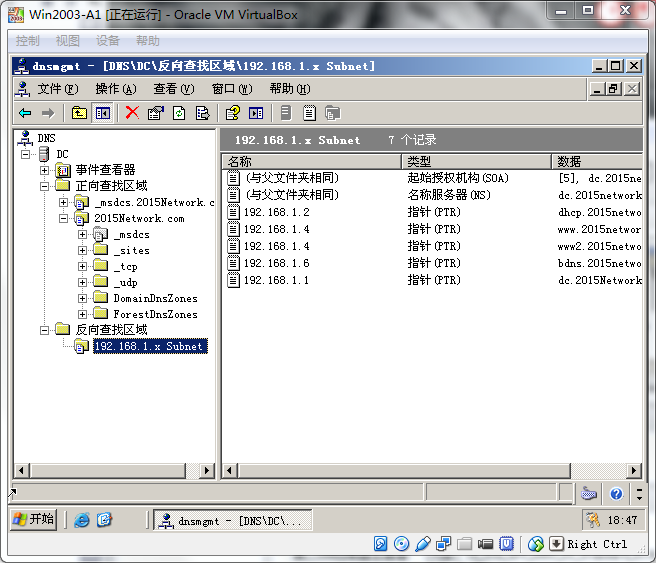 Win2003-A1 [正在运行] - Oracle VM VirtualBox
控制 视图 设备 帮助
dnsmgmt - [DNS\DC\反向查找区域\192.168.1.x Subnet]
文件(F) 操作(A) 查看(V) 窗口(W) 帮助(H)
DNS
DC
事件查看器
正向查找区域
_msdcs.2015Network.c
2015Network.com
_msdcs
_sites
_tcp
_udp
DomainDnsZones
ForestDnsZones
反向查找区域
192.168.1.x Subnet
192.168.1.x Subnet 7 个记录
名称 类型 数据
(与父文件夹相同) 起始授权机构(SOA) [5], dc.2015ne
(与父文件夹相同) 名称服务器(NS) dc.2015network
192.168.1.2 指针(PTR) dhcp.2015netwo
192.168.1.4 指针(PTR) www.2015networ
192.168.1.4 指针(PTR) www2.2015netwo
192.168.1.6 指针(PTR) bdns.2015netwo
192.168.1.1 指针(PTR) dc.2015Network
开始 dnsmgmt - [DNS\DC\... 18:47
Right Ctrl